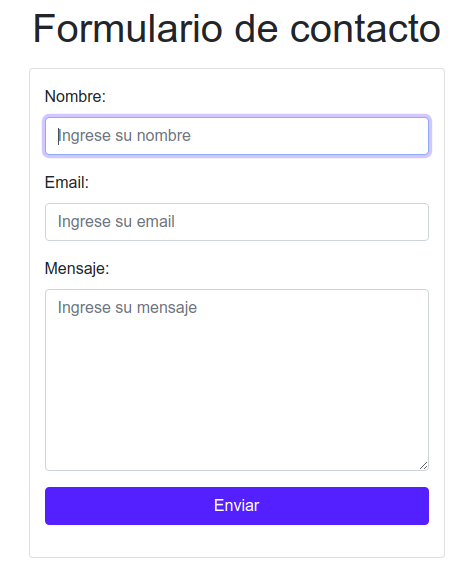 Formulario de contacto
Nombre:
Ingrese su nombre
Email:
Ingrese su email
Mensaje:
Ingrese su mensaje
Enviar